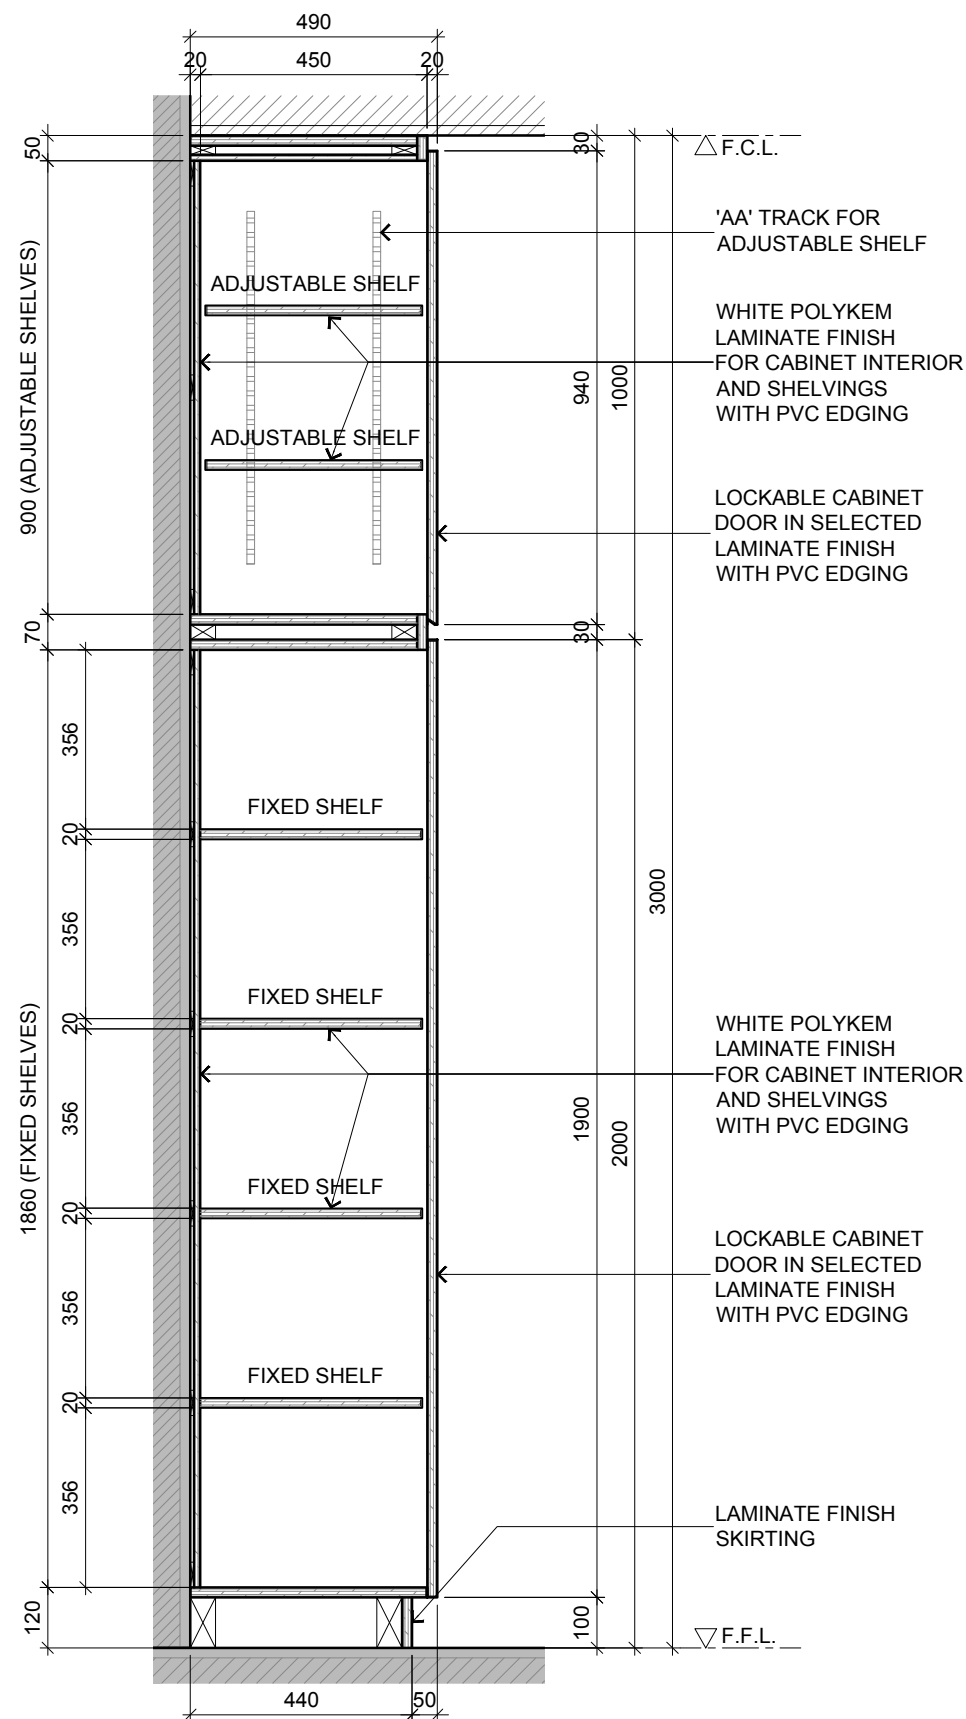 490
20
450
20
50
30
F.C.L.
'AA' TRACK FOR
ADJUSTABLE SHELF
ADJUSTABLE SHELF
WHITE POLYKEM
LAMINATE FINISH
FOR CABINET INTERIOR
AND SHELVINGS
WITH PVC EDGING
900 (ADJUSTABLE SHELVES)
940
1000
ADJUSTABLE SHELF
LOCKABLE CABINET
DOOR IN SELECTED
LAMINATE FINISH
WITH PVC EDGING
70
30
356
FIXED SHELF
20
3000
356
FIXED SHELF
20
WHITE POLYKEM
LAMINATE FINISH
FOR CABINET INTERIOR
AND SHELVINGS
WITH PVC EDGING
1860 (FIXED SHELVES)
356
1900
2000
FIXED SHELF
20
LOCKABLE CABINET
DOOR IN SELECTED
LAMINATE FINISH
WITH PVC EDGING
356
FIXED SHELF
20
356
LAMINATE FINISH
SKIRTING
120
100
F.F.L.
440
50